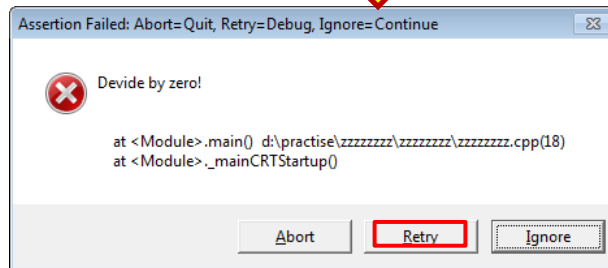 Assertion Failed: Abort=Quit, Retry=Debug, Ignore=Continue
Devide by zero!
at <Module>.main() d:\practise\zzzzzzzz\zzzzzzzz\zzzzzzzz.cpp(18)
at <Module>._mainCRTStartup()
Abort Retry Ignore